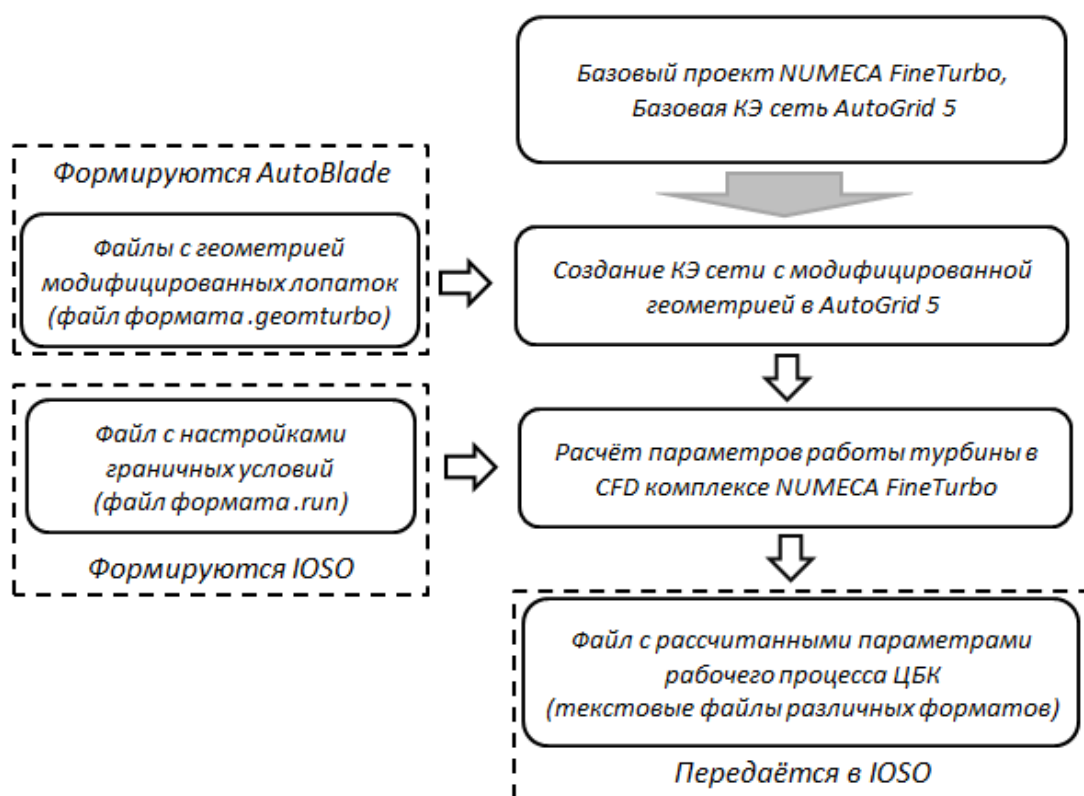 Базовый проект NUMECA FineTurbo,
Базовая КЭ сеть AutoGrid 5
Формируются AutoBlade
Файлы с геометрией
модифицированных лопаток
(файл формата .geomturbo)
Создание КЭ сети с модифицированной
геометрией в AutoGrid 5
Файл с настройками
граничных условий
(файл формата .run)
Формируются IOSO
Расчёт параметров работы турбины в
CFD комплексе NUMECA FineTurbo
Файл с рассчитанными параметрами
рабочего процесса ЦБК
(текстовые файлы различных форматов)
Передаётся в IOSO